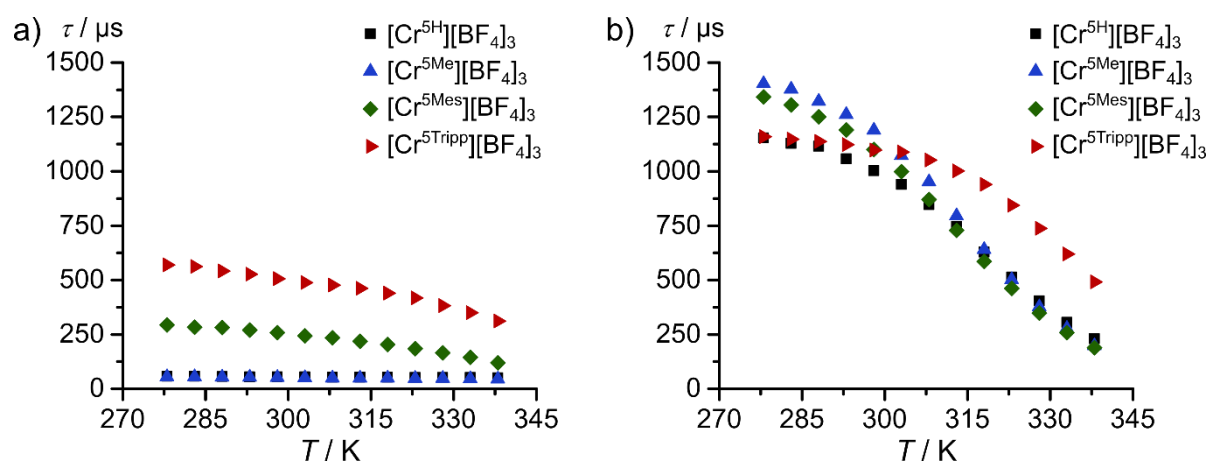 a)
τ / µs
[Cr5H][BF4]3
[Cr5Me][BF4]3
[Cr5Mes][BF4]3
[Cr5Tripp][BF4]3
1500
1250
1000
750
500
250
0
270 285 300 315 330 345
T / K
b)
τ / µs
[Cr5H][BF4]3
[Cr5Me][BF4]3
[Cr5Mes][BF4]3
[Cr5Tripp][BF4]3
1500
1250
1000
750
500
250
0
270 285 300 315 330 345
T / K